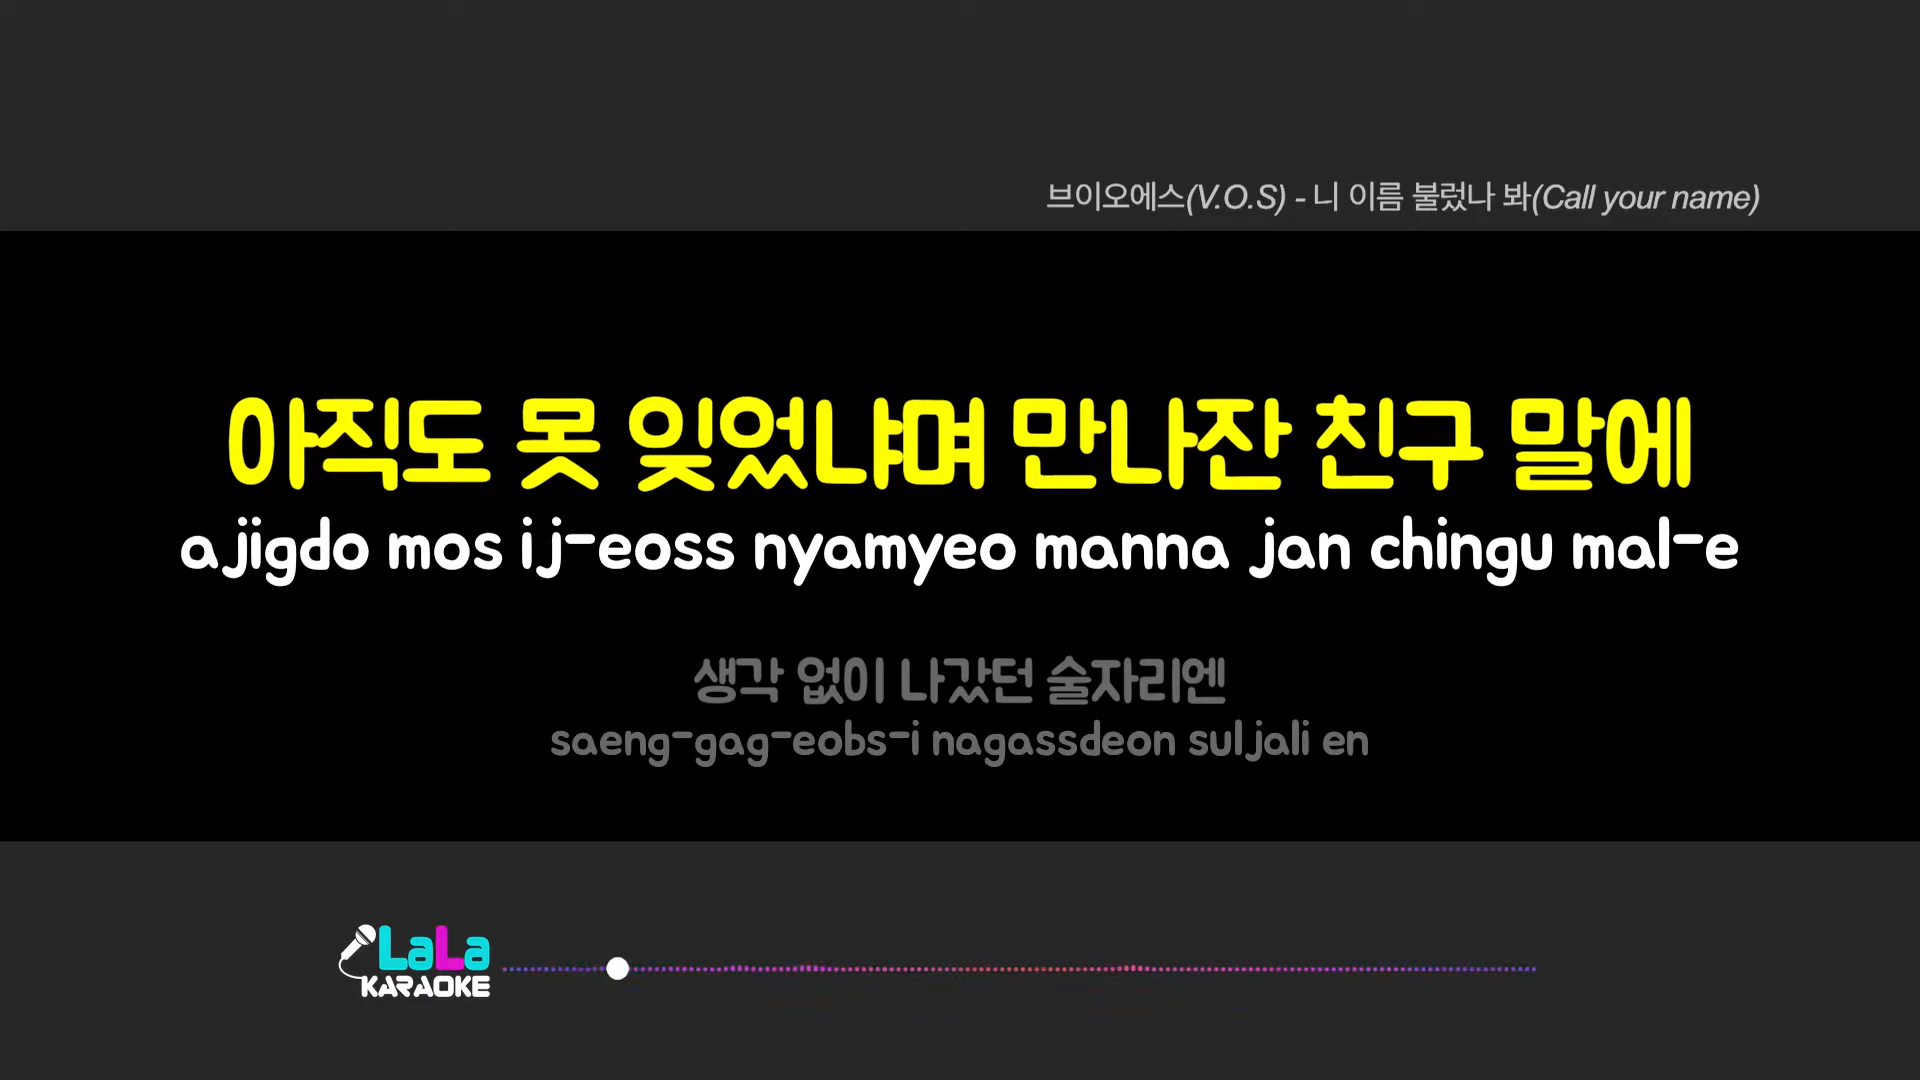 브이오에스(V.O.S) - 니 이름 불렀나 봐(Call your name)
아직도 못 잊었냐며 만나잔 친구 말에
ajigdo mos ij-eoss nyamyeo manna jan chingu mal-e
생각 없이 나갔던 술자리엔
saeng-gag-eobs-i nagassdeon suljali en
LaLa
KARAOKE